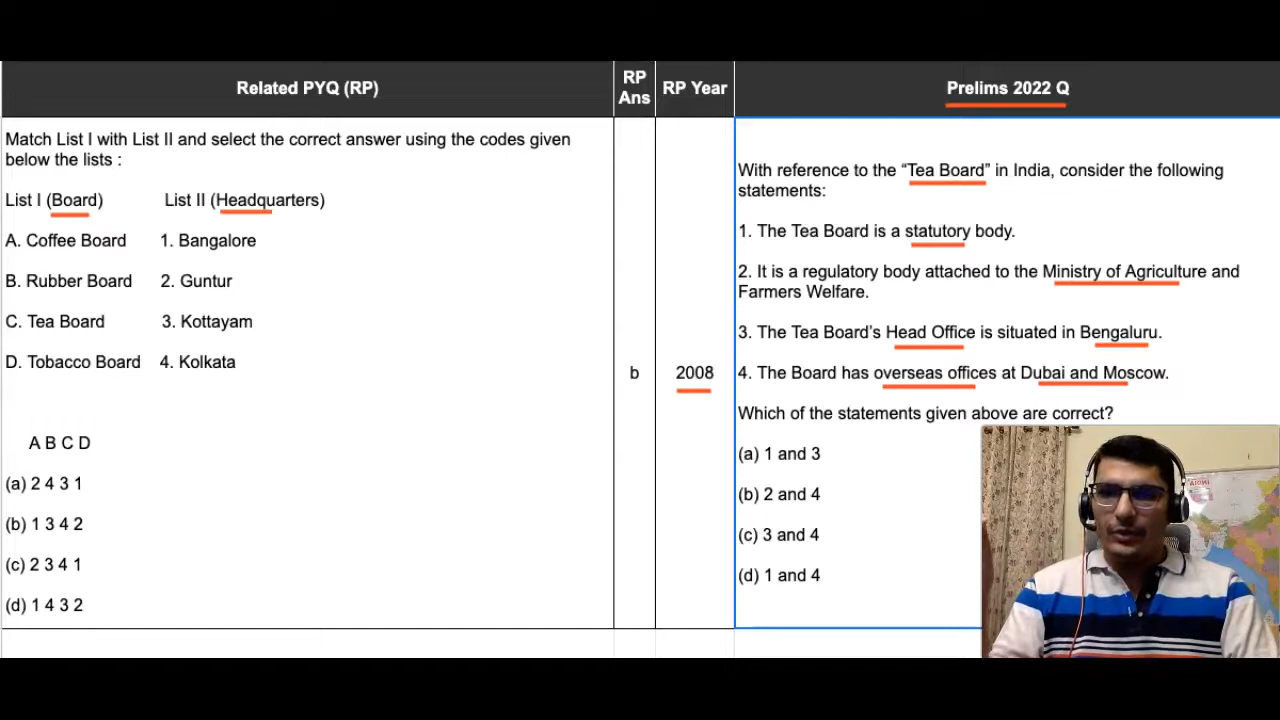 Related PYQ (RP)
RP
Ans
RP Year
Prelims 2022 Q
Match List I with List II and select the correct answer using the codes given
below the lists :
List I (Board) List II (Headquarters)
A. Coffee Board 1. Bangalore
B. Rubber Board 2. Guntur
C. Tea Board 3. Kottayam
D. Tobacco Board 4. Kolkata
A B C D
(a) 2 4 3 1
(b) 1 3 4 2
(c) 2 3 4 1
(d) 1 4 3 2
b
2008
With reference to the “Tea Board” in India, consider the following
statements:
1. The Tea Board is a statutory body.
2. It is a regulatory body attached to the Ministry of Agriculture and
Farmers Welfare.
3. The Tea Board’s Head Office is situated in Bengaluru.
4. The Board has overseas offices at Dubai and Moscow.
Which of the statements given above are correct?
(a) 1 and 3
(b) 2 and 4
(c) 3 and 4
(d) 1 and 4